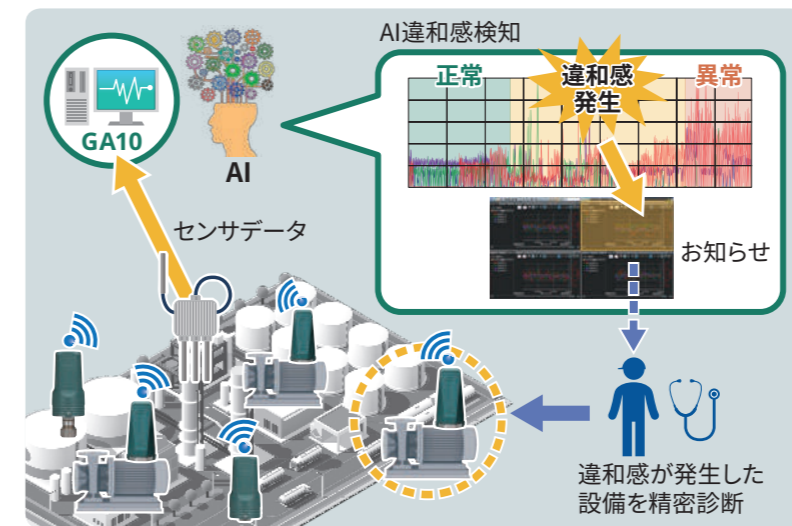 AI違和感検知
正常
違和感
発生
異常
GA10
AI
センサデータ
お知らせ
違和感が発生した
設備を精密診断